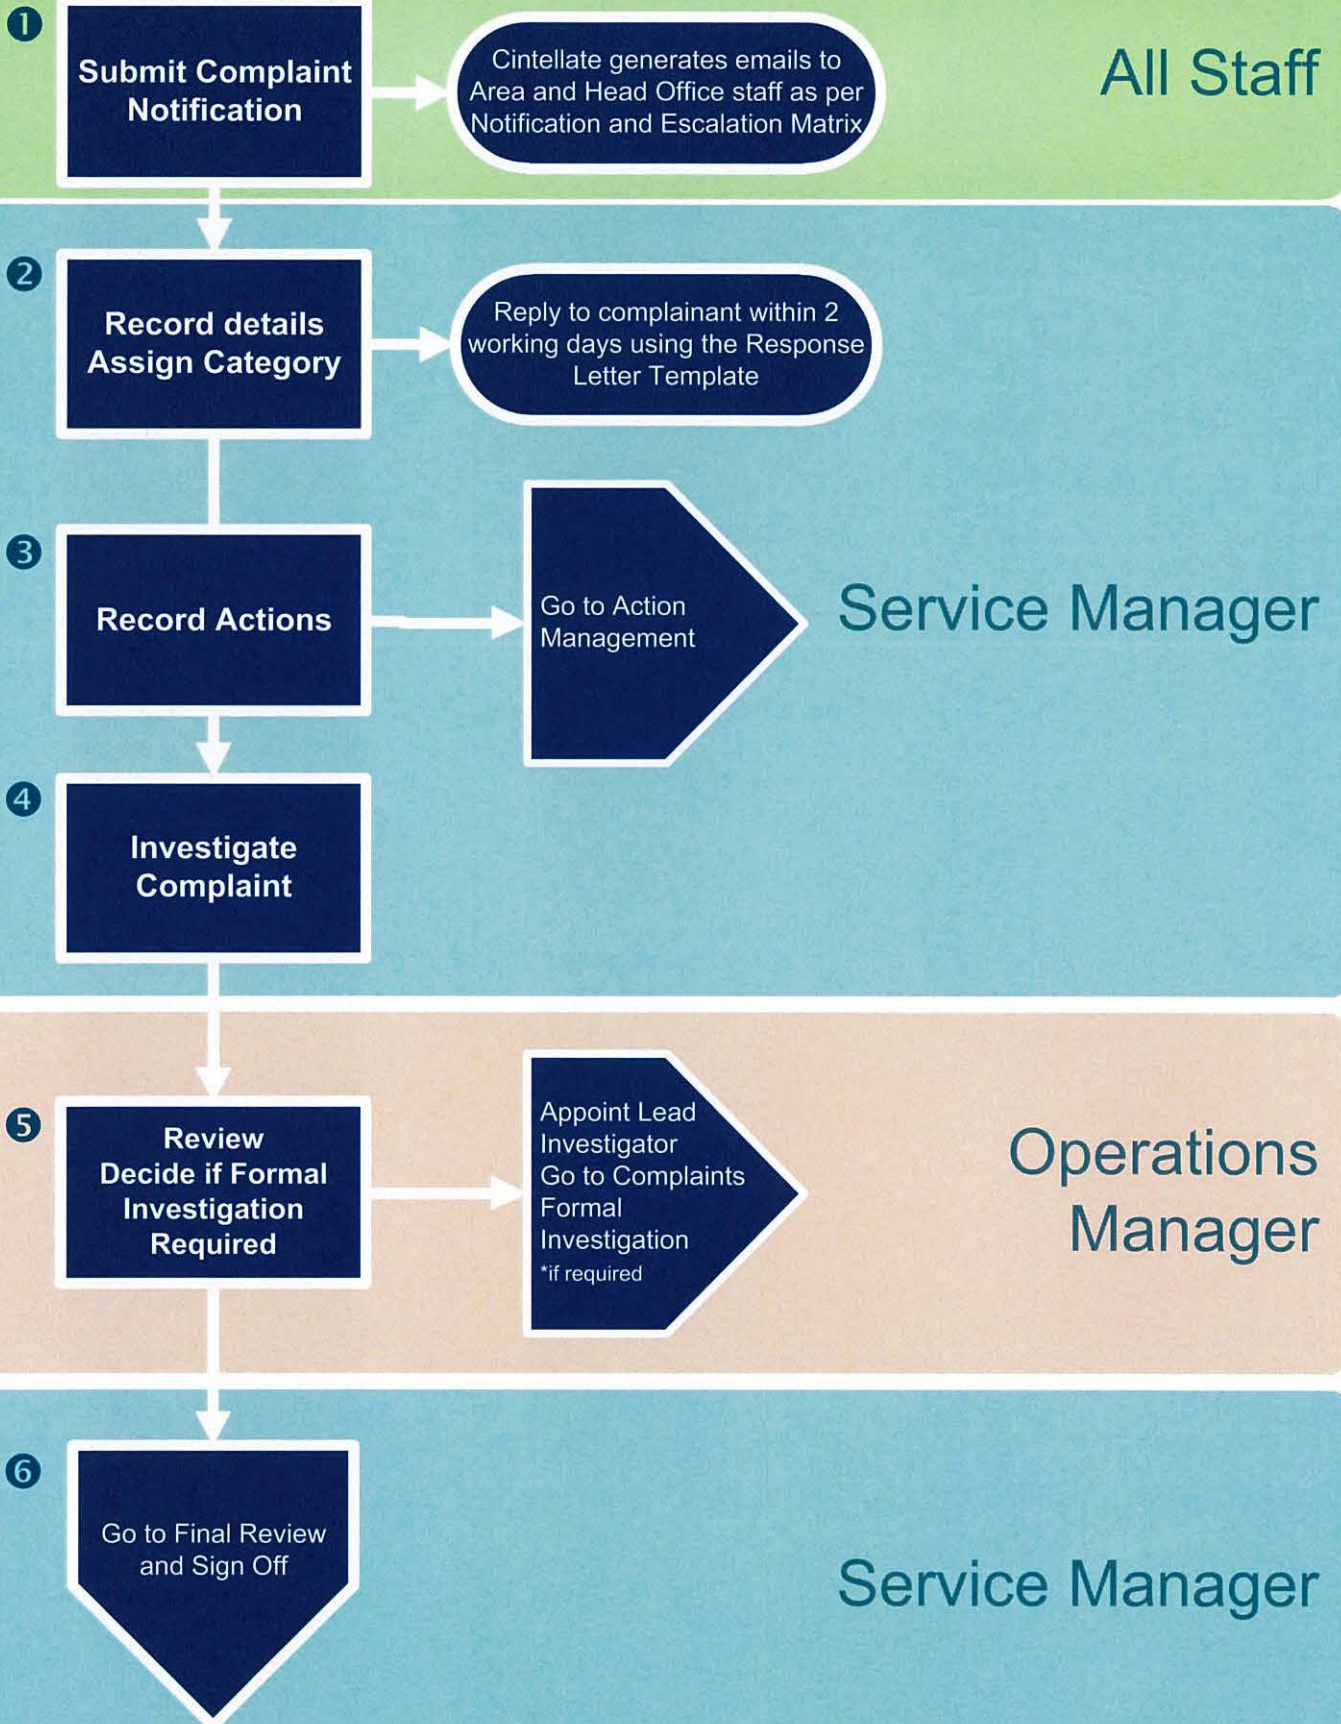 1
Submit Complaint
Notification
Cintellate generates emails to
Area and Head Office staff as per
Notification and Escalation Matrix
All Staff
2
Record details
Assign Category
Reply to complainant within 2
working days using the Response
Letter Template
3
Record Actions
Go to Action
Management
Service Manager
4
Investigate
Complaint
5
Review
Decide if Formal
Investigation
Required
Appoint Lead
Investigator
Go to Complaints
Formal
Investigation
*if required
Operations
Manager
6
Go to Final Review
and Sign Off
Service Manager